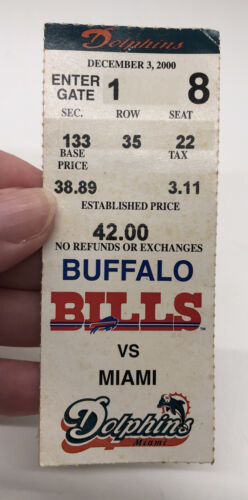 Dolphins
DECEMBER 3, 2000
ENTER GATE 1 8
SEC. ROW SEAT
133 35 22
BASE PRICE TAX
38.89 3.11
ESTABLISHED PRICE
42.00
NO REFUNDS OR EXCHANGES
BUFFALO
BILLS
VS
MIAMI
Dolphins
Miami